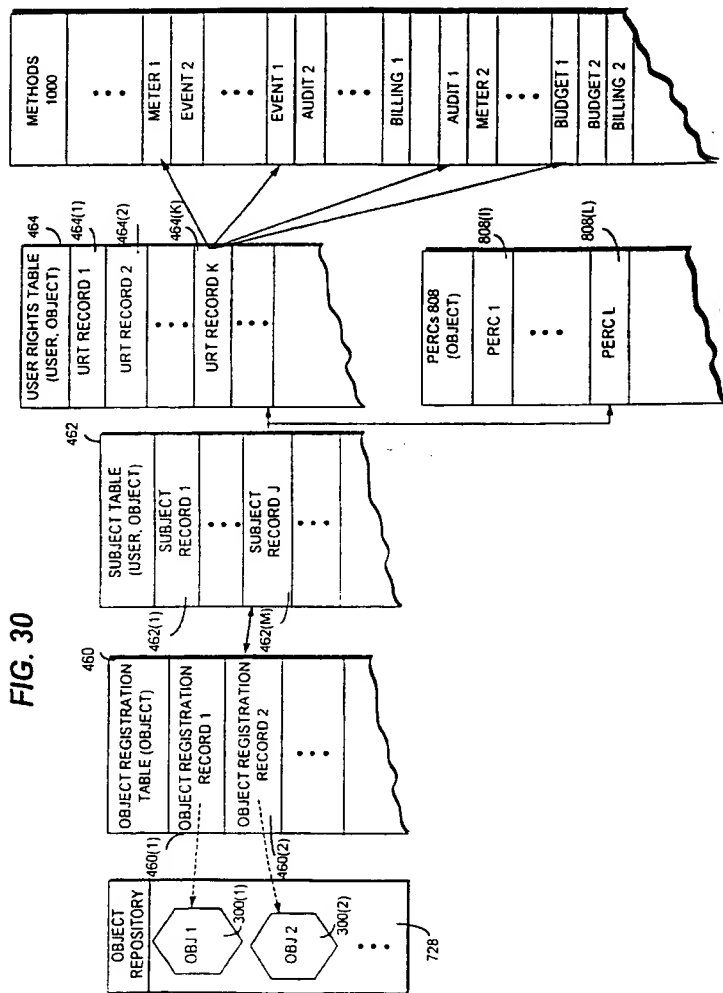 FIG. 30
OBJECT
REPOSITORY
OBJ 1
300(1)
OBJ 2
300(2)
• • •
728
460
OBJECT REGISTRATION
TABLE (OBJECT)
460(1)
OBJECT REGISTRATION
RECORD 1
OBJECT REGISTRATION
RECORD 2
460(2)
• • •
462
SUBJECT TABLE
(USER, OBJECT)
462(1)
SUBJECT
RECORD 1
• • •
SUBJECT
RECORD J
462(M)
• • •
464
USER RIGHTS TABLE
(USER, OBJECT)
464(1)
URT RECORD 1
464(2)
URT RECORD 2
• • •
464(K)
URT RECORD K
• • •
PERCs 808
(OBJECT)
808(I)
PERC 1
• • •
808(L)
PERC L
METHODS
1000
• • •
METER 1
EVENT 2
• • •
EVENT 1
AUDIT 2
• • •
BILLING 1
AUDIT 1
METER 2
• • •
BUDGET 1
BUDGET 2
BILLING 2